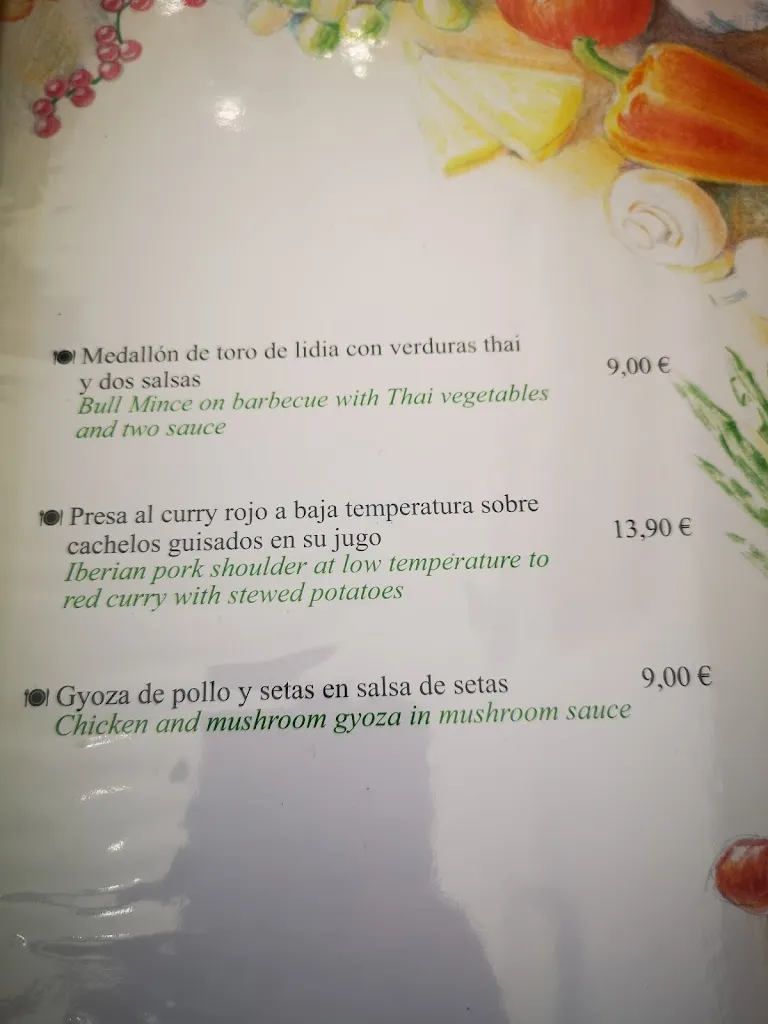 Medallón de toro de lidia con verduras thai
y dos salsas
9,00 €
Bull Mince on barbecue with Thai vegetables
and two sauce
Presa al curry rojo a baja temperatura sobre
cachelos guisados en su jugo
13,90 €
Iberian pork shoulder at low temperature to
red curry with stewed potatoes
Gyoza de pollo y setas en salsa de setas
9,00 €
Chicken and mushroom gyoza in mushroom sauce